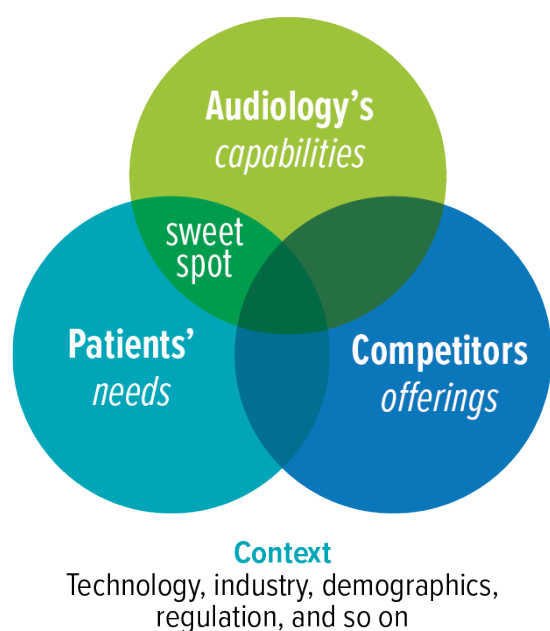 Audiology’s
capabilities
sweet
spot
Patients’
needs
Competitors
offerings
Context
Technology, industry, demographics,
regulation, and so on